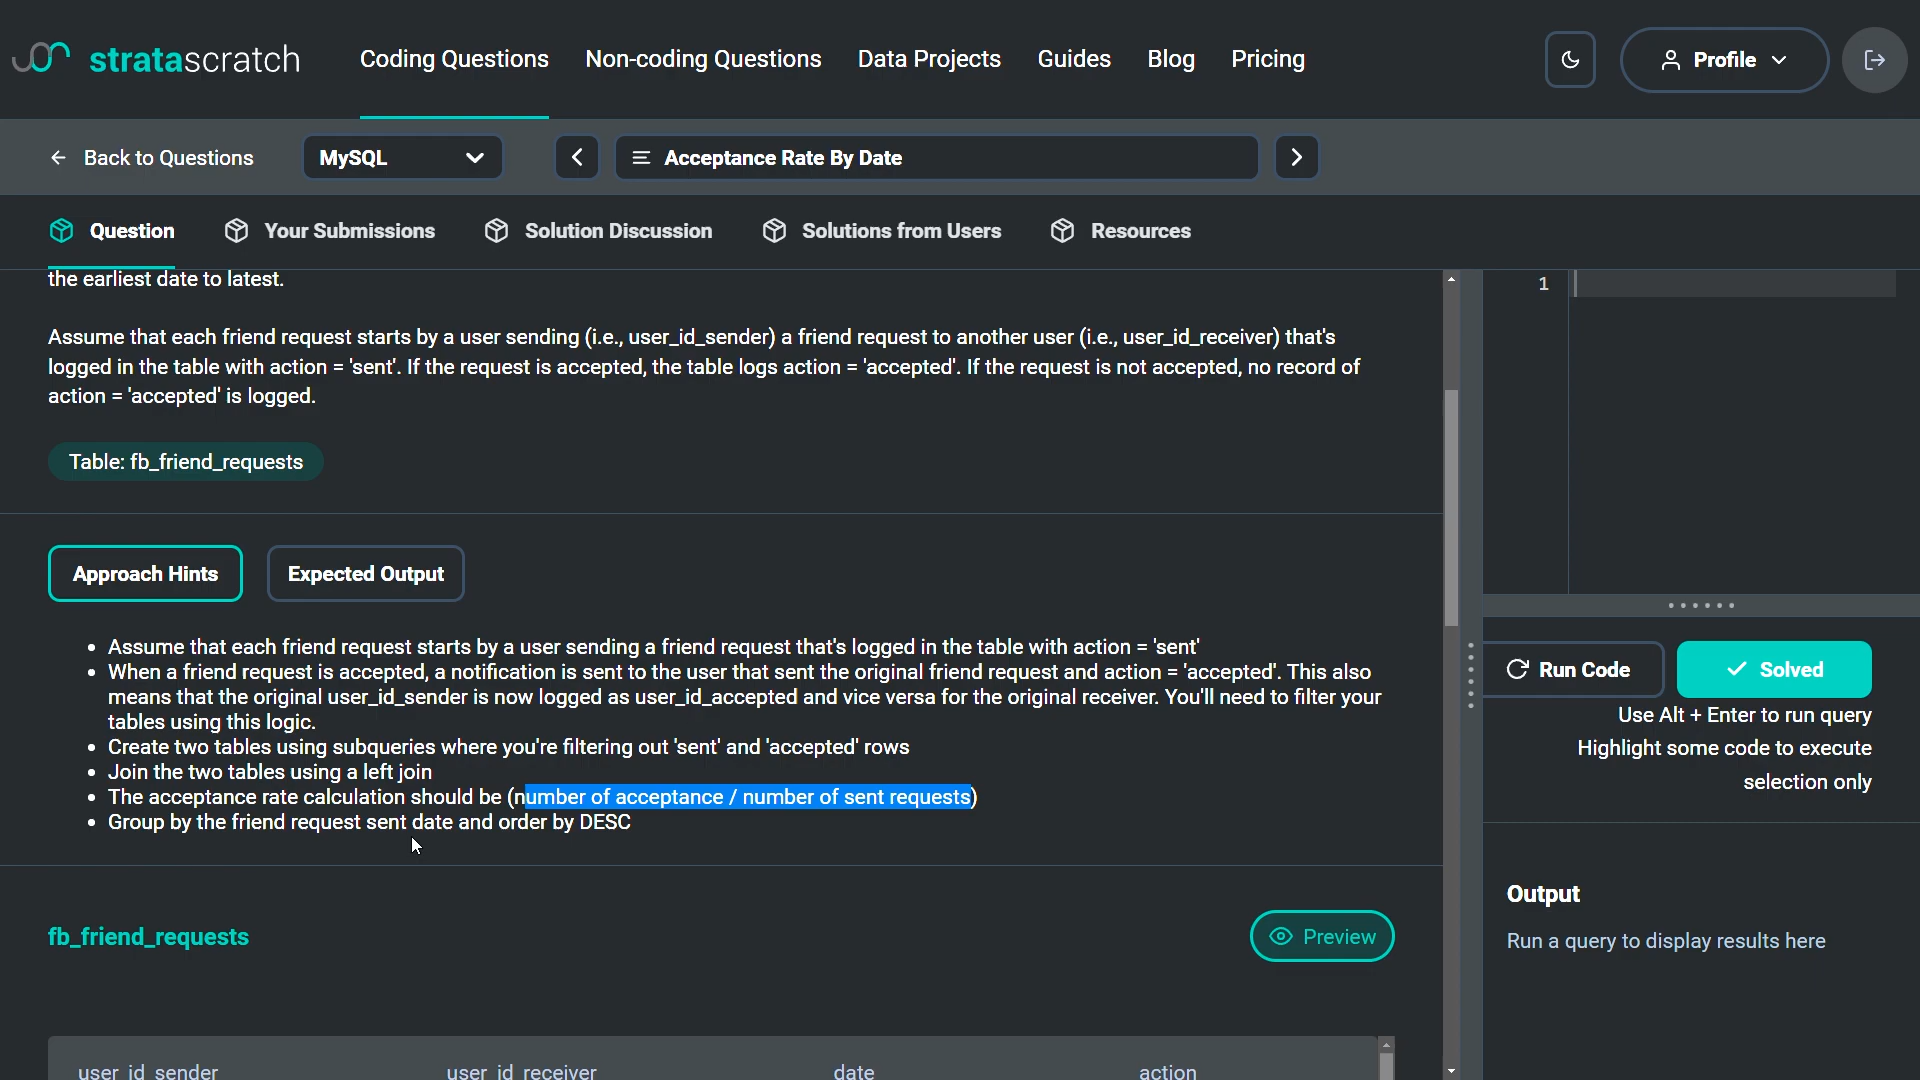 stratascratch
Coding Questions
Non-coding Questions
Data Projects
Guides
Blog
Pricing
Profile
Back to Questions
MySQL
Acceptance Rate By Date
Question
Your Submissions
Solution Discussion
Solutions from Users
Resources
the earliest date to latest.
Assume that each friend request starts by a user sending (i.e., user_id_sender) a friend request to another user (i.e., user_id_receiver) that's
logged in the table with action = 'sent'. If the request is accepted, the table logs action = 'accepted'. If the request is not accepted, no record of
action = 'accepted' is logged.
Table: fb_friend_requests
Approach Hints
Expected Output
• Assume that each friend request starts by a user sending a friend request that's logged in the table with action = 'sent'
• When a friend request is accepted, a notification is sent to the user that sent the original friend request and action = 'accepted'. This also
means that the original user_id_sender is now logged as user_id_accepted and vice versa for the original receiver. You'll need to filter your
tables using this logic.
• Create two tables using subqueries where you're filtering out 'sent' and 'accepted' rows
• Join the two tables using a left join
• The acceptance rate calculation should be (number of acceptance / number of sent requests)
• Group by the friend request sent date and order by DESC
fb_friend_requests
Preview
user_id_sender
user_id_receiver
date
action
1
Run Code
Solved
Use Alt + Enter to run query
Highlight some code to execute
selection only
Output
Run a query to display results here